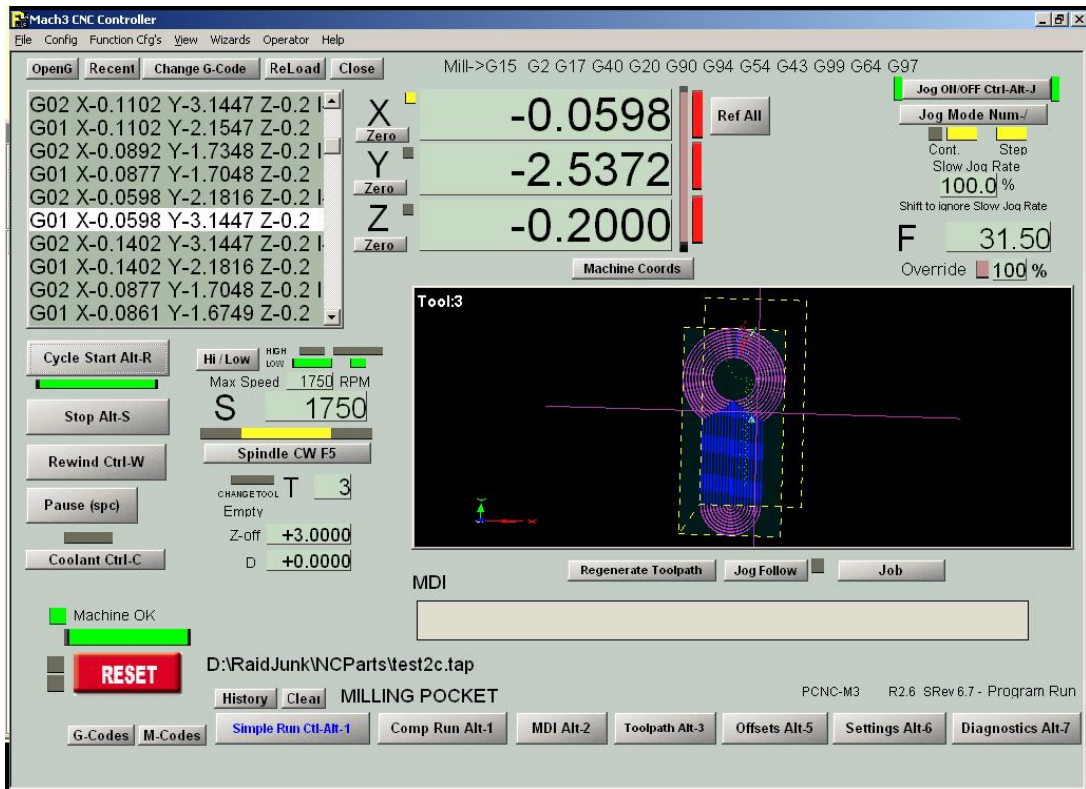 Mach3 CNC Controller
File Config Function Cfg's View Wizards Operator Help
OpenG Recent Change G-Code ReLoad Close
Mill->G15 G2 G17 G40 G20 G90 G94 G54 G43 G99 G64 G97
G02 X-0.1102 Y-3.1447 Z-0.2 I-
G01 X-0.1102 Y-2.1547 Z-0.2
G02 X-0.0892 Y-1.7348 Z-0.2 I-
G01 X-0.0877 Y-1.7048 Z-0.2
G02 X-0.0598 Y-2.1816 Z-0.2 I-
G01 X-0.0598 Y-3.1447 Z-0.2
G02 X-0.1402 Y-3.1447 Z-0.2 I-
G01 X-0.1402 Y-2.1816 Z-0.2
G02 X-0.0877 Y-1.7048 Z-0.2 I
G01 X-0.0861 Y-1.6749 Z-0.2
X -0.0598
Zero
Y -2.5372
Zero
Z -0.2000
Zero
Ref All
Machine Coords
Jog ON/OFF Ctrl-Alt-J
Jog Mode Num-/
Cont. Step
Slow Jog Rate
100.0 %
Shift to ignore Slow Jog Rate
F 31.50
Override 100 %
Tool:3
Cycle Start Alt-R
Stop Alt-S
Rewind Ctrl-W
Pause (spc)
Coolant Ctrl-C
Hi / Low HIGH
LOW
Max Speed 1750 RPM
S 1750
Spindle CW F5
CHANGE TOOL T 3
Empty
Z-off +3.0000
D +0.0000
Regenerate Toolpath Jog Follow Job
MDI
Machine OK
RESET
D:\RaidJunk\NCParts\test2c.tap
History Clear MILLING POCKET
PCNC-M3 R2.6 SRev 6.7 - Program Run
G-Codes M-Codes
Simple Run Ctl-Alt-1 Comp Run Alt-1 MDI Alt-2 Toolpath Alt-3 Offsets Alt-5 Settings Alt-6 Diagnostics Alt-7